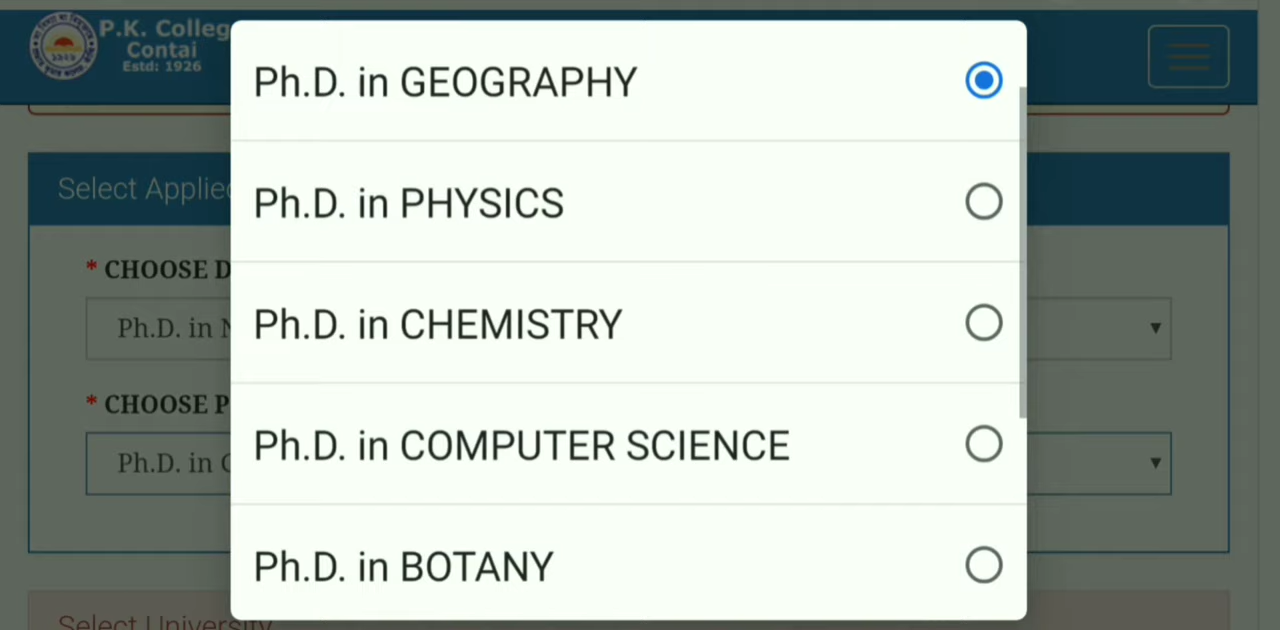 P.K. Colleg
Contai
Estd: 1926
Ph.D. in GEOGRAPHY
Ph.D. in PHYSICS
Select Applie
* CHOOSE D
Ph.D. in N
Ph.D. in CHEMISTRY
* CHOOSE P
Ph.D. in G
Ph.D. in COMPUTER SCIENCE
Ph.D. in BOTANY
Select University